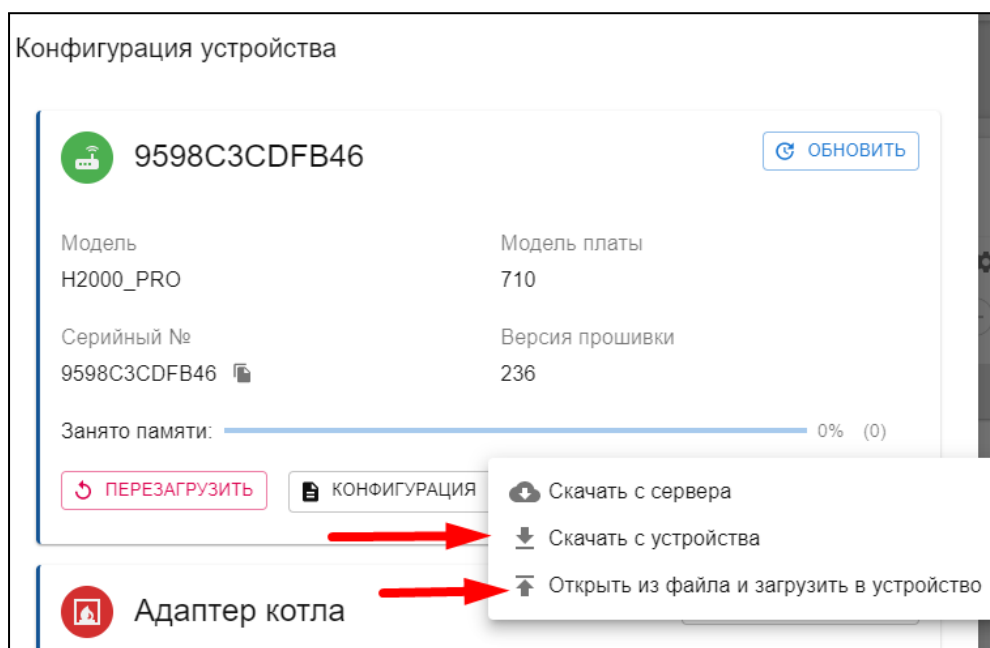 Конфигурация устройства
9598C3CDFB46
ОБНОВИТЬ
Модель
Модель платы
H2000_PRO
710
Серийный №
Версия прошивки
9598C3CDFB46
236
Занято памяти:
0% (0)
ПЕРЕЗАГРУЗИТЬ
КОНФИГУРАЦИЯ
Скачать с сервера
Скачать с устройства
Открыть из файла и загрузить в устройство
Адаптер котла